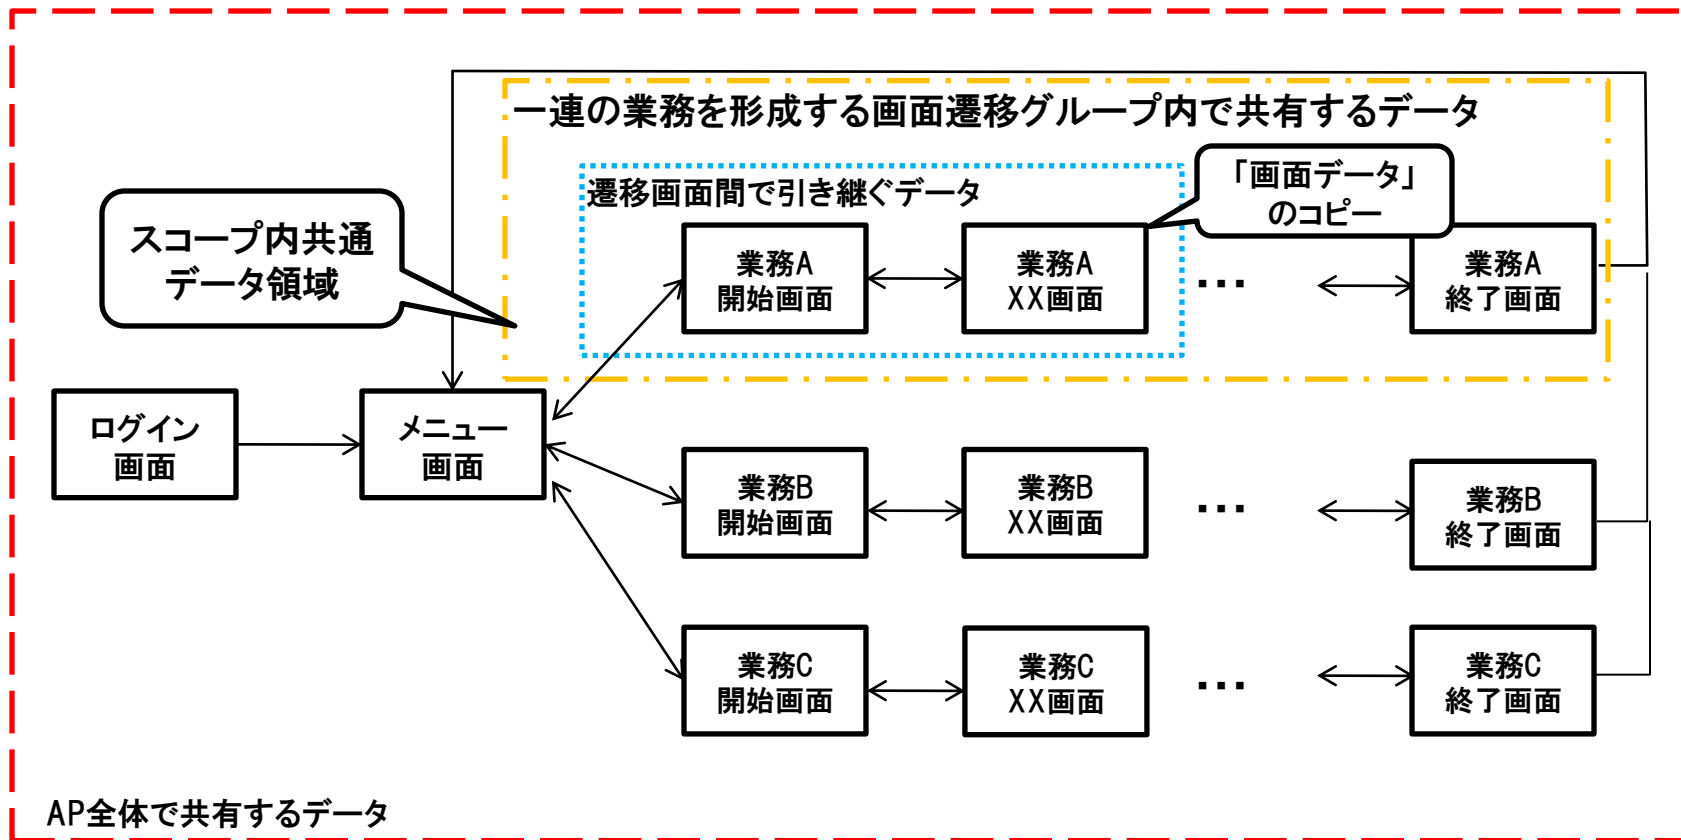 一連の業務を形成する画面遷移グループ内で共有するデータ
遷移画面間で引き継ぐデータ
「画面データ」
のコピー
スコープ内共通
データ領域
業務A
開始画面
業務A
XX画面
...
業務A
終了画面
ログイン
画面
メニュー
画面
業務B
開始画面
業務B
XX画面
...
業務B
終了画面
業務C
開始画面
業務C
XX画面
...
業務C
終了画面
AP全体で共有するデータ